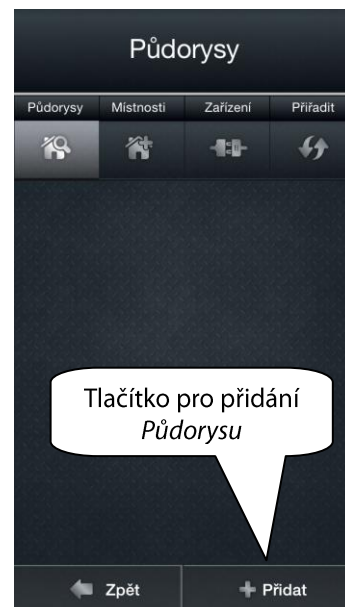 Půdorysy
Půdorysy Místnosti Zařízení Přiřadit
Tlačítko pro přidání
Půdorysu
Zpět Přidat